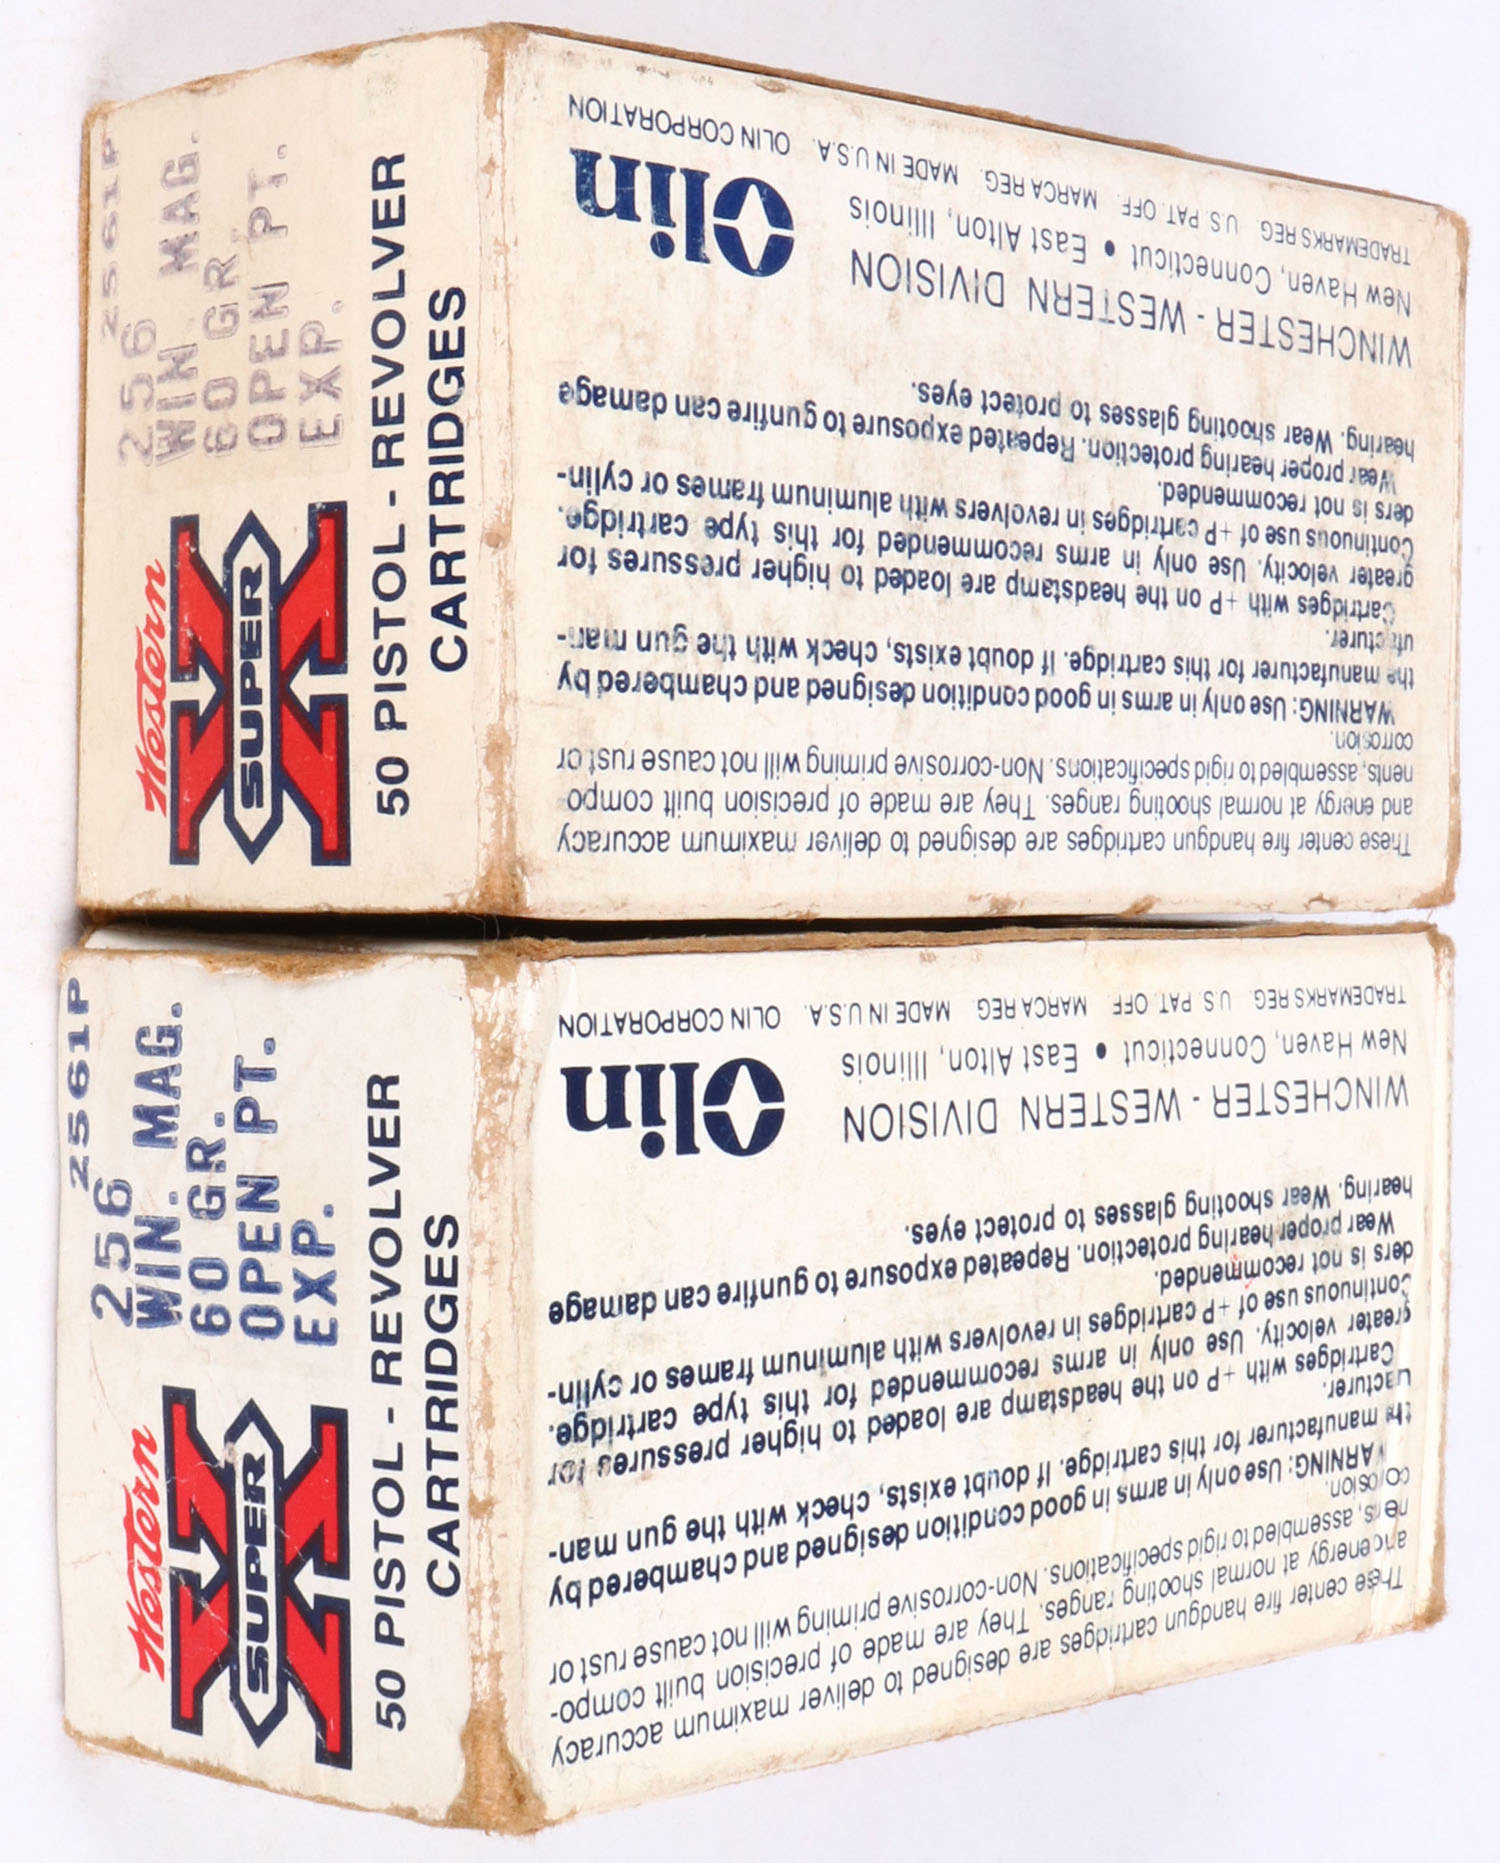 2561P
256
WIN. MAG.
60 GR
OPEN PT.
EXP.
Western
SUPER X
50 PISTOL - REVOLVER
CARTRIDGES
These center fire handgun cartridges are designed to deliver maximum accuracy
and energy at normal shooting ranges. They are made of precision built compo-
nents, assembled to rigid specifications. Non-corrosive priming will not cause rust or
corrosion.
WARNING: Use only in arms in good condition designed and chambered by
the manufacturer for this cartridge. If doubt exists, check with the gun man-
ufacturer.
Cartridges with +P on the headstamp are loaded to higher pressures for
greater velocity. Use only in arms recommended for this type cartridge.
Continuous use of +P cartridges in revolvers with aluminum frames or cylin-
ders is not recommended.
Wear proper hearing protection. Repeated exposure to gunfire can damage
hearing. Wear shooting glasses to protect eyes.
WINCHESTER - WESTERN DIVISION
New Haven, Connecticut • East Alton, Illinois
Olin
TRADEMARKS REG. U.S. PAT. OFF. MARCA REG. MADE IN U.S.A. OLIN CORPORATION
2561P
256
WIN. MAG.
60 GR.
OPEN PT.
EXP.
Western
SUPER X
50 PISTOL - REVOLVER
CARTRIDGES
These center fire handgun cartridges are designed to deliver maximum accuracy
and energy at normal shooting ranges. They are made of precision built compo-
nents, assembled to rigid specifications. Non-corrosive priming will not cause rust or
corrosion.
WARNING: Use only in arms in good condition designed and chambered by
the manufacturer for this cartridge. If doubt exists, check with the gun man-
ufacturer.
Cartridges with +P on the headstamp are loaded to higher pressures for
greater velocity. Use only in arms recommended for this type cartridge.
Continuous use of +P cartridges in revolvers with aluminum frames or cylin-
ders is not recommended.
Wear proper hearing protection. Repeated exposure to gunfire can damage
hearing. Wear shooting glasses to protect eyes.
WINCHESTER - WESTERN DIVISION
New Haven, Connecticut • East Alton, Illinois
Olin
TRADEMARKS REG. U.S. PAT. OFF. MARCA REG. MADE IN U.S.A. OLIN CORPORATION